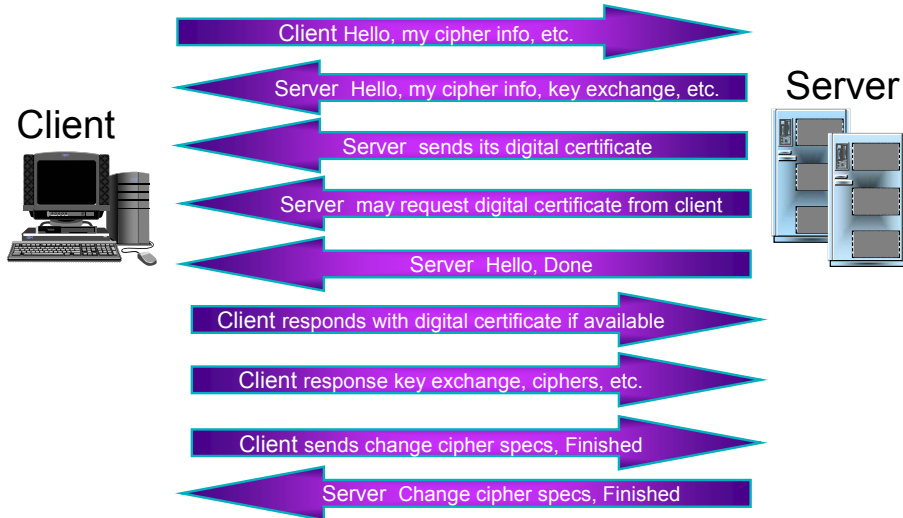 Client Hello, my cipher info, etc.
Server Hello, my cipher info, key exchange, etc.
Server
Client
Server sends its digital certificate
Server may request digital certificate from client
Server Hello, Done
Client responds with digital certificate if available
Client response key exchange, ciphers, etc.
Client sends change cipher specs, Finished
Server Change cipher specs, Finished